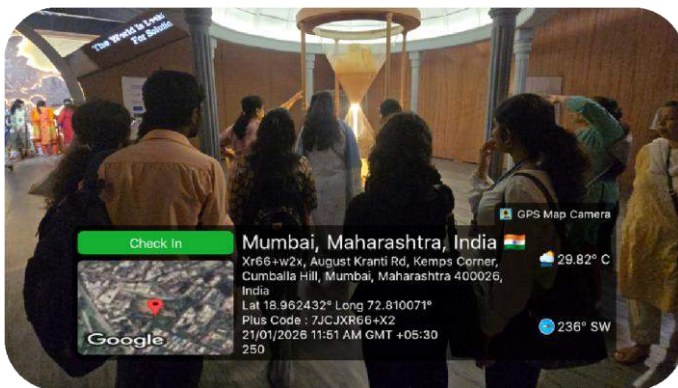 The World is Looki
For Solutio
GPS Map Camera
Check In
Mumbai, Maharashtra, India
Xr66+w2x, August Kranti Rd, Kemps Corner,
Cumballa Hill, Mumbai, Maharashtra 400026,
India
Lat 18.962432° Long 72.810071°
Plus Code : 7JCJXR66+X2
21/01/2026 11:51 AM GMT +05:30
250
29.82° C
236° SW
Google